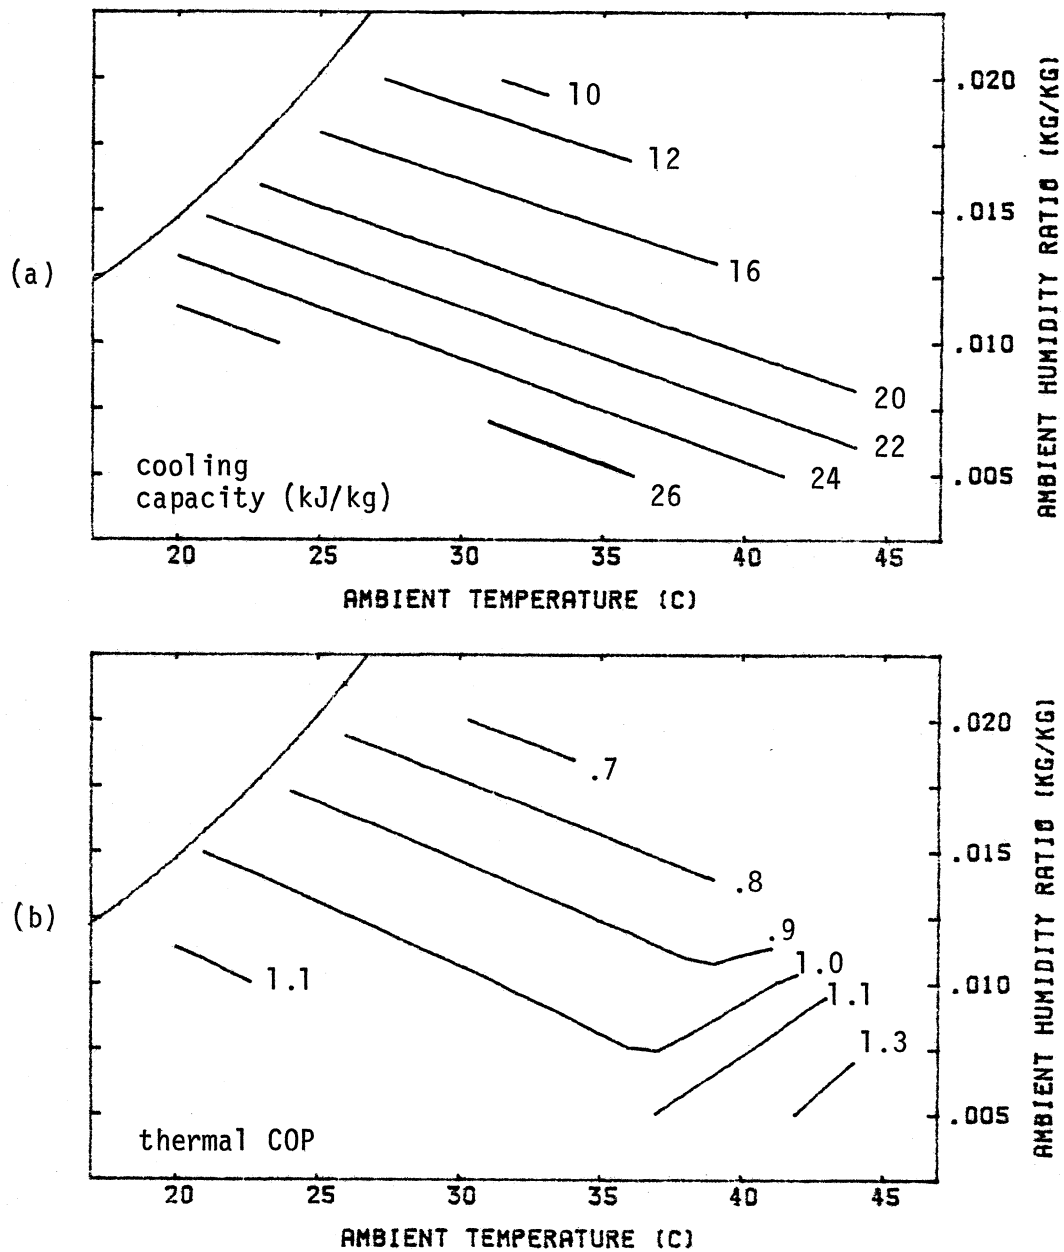 (a)
10
12
16
20
22
24
26
cooling
capacity (kJ/kg)
.020
.015
.010
.005
AMBIENT HUMIDITY RATIO (KG/KG)
20 25 30 35 40 45
AMBIENT TEMPERATURE (C)
(b)
.7
.8
.9
1.0
1.1
1.3
1.1
thermal COP
.020
.015
.010
.005
AMBIENT HUMIDITY RATIO (KG/KG)
20 25 30 35 40 45
AMBIENT TEMPERATURE (C)